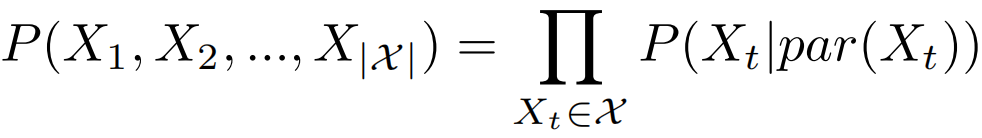 P(X_1, X_2, ..., X_{|\mathcal{X}|}) = \prod_{X_t \in \mathcal{X}} P(X_t | par(X_t))